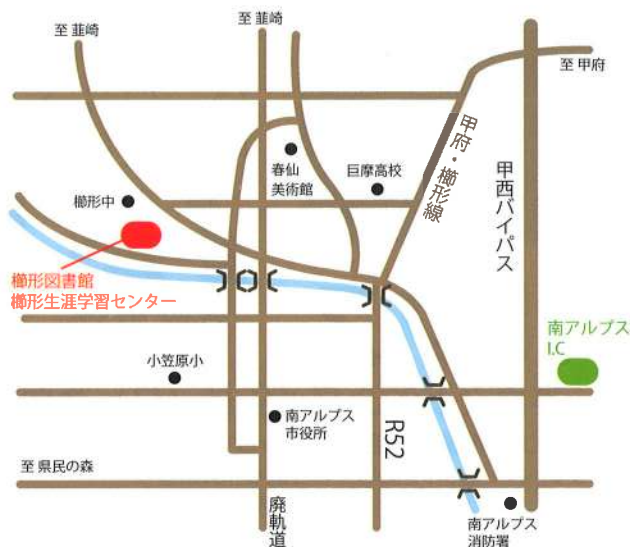 至 韮崎
至 韮崎
至 甲府
甲府・櫛形線
春仙
美術館
巨摩高校
甲西バイパス
櫛形中
櫛形図書館
櫛形生涯学習センター
南アルプス
I.C
小笠原小
南アルプス
市役所
R52
至 県民の森
廃軌道
南アルプス
消防署